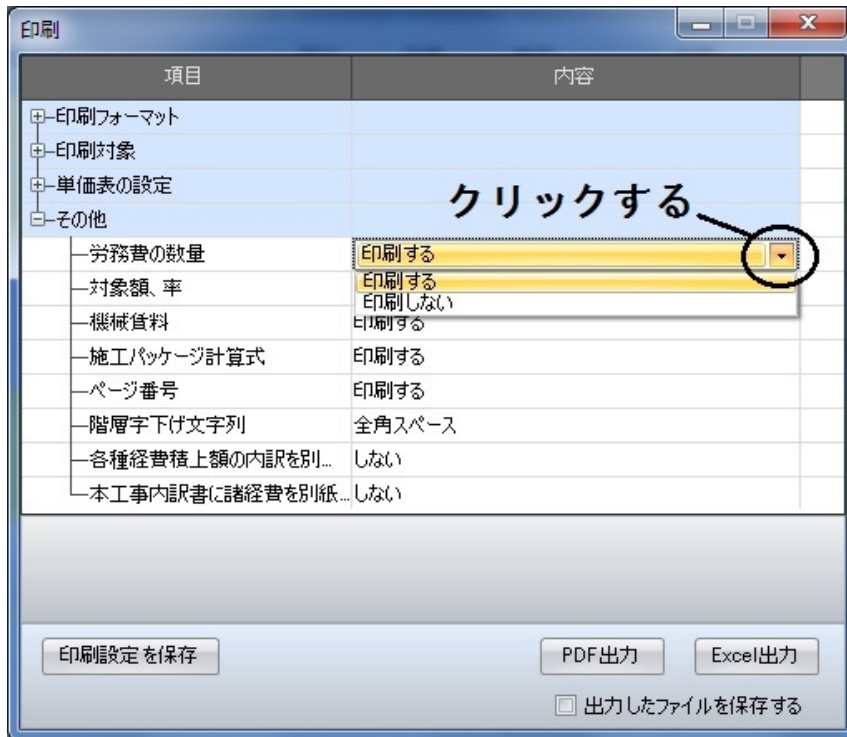 印刷
項目 内容
印刷フォーマット
印刷対象
単価表の設定
クリックする
その他
労務費の数量 印刷する
印刷する
対象額、率
印刷しない
機械賃料 印刷する
施工パッケージ計算式 印刷する
ページ番号 印刷する
階層字下げ文字列 全角スペース
各種経費積上額の内訳を別... しない
本工事内訳書に諸経費を別紙... しない
印刷設定を保存 PDF出力 Excel出力
出力したファイルを保存する